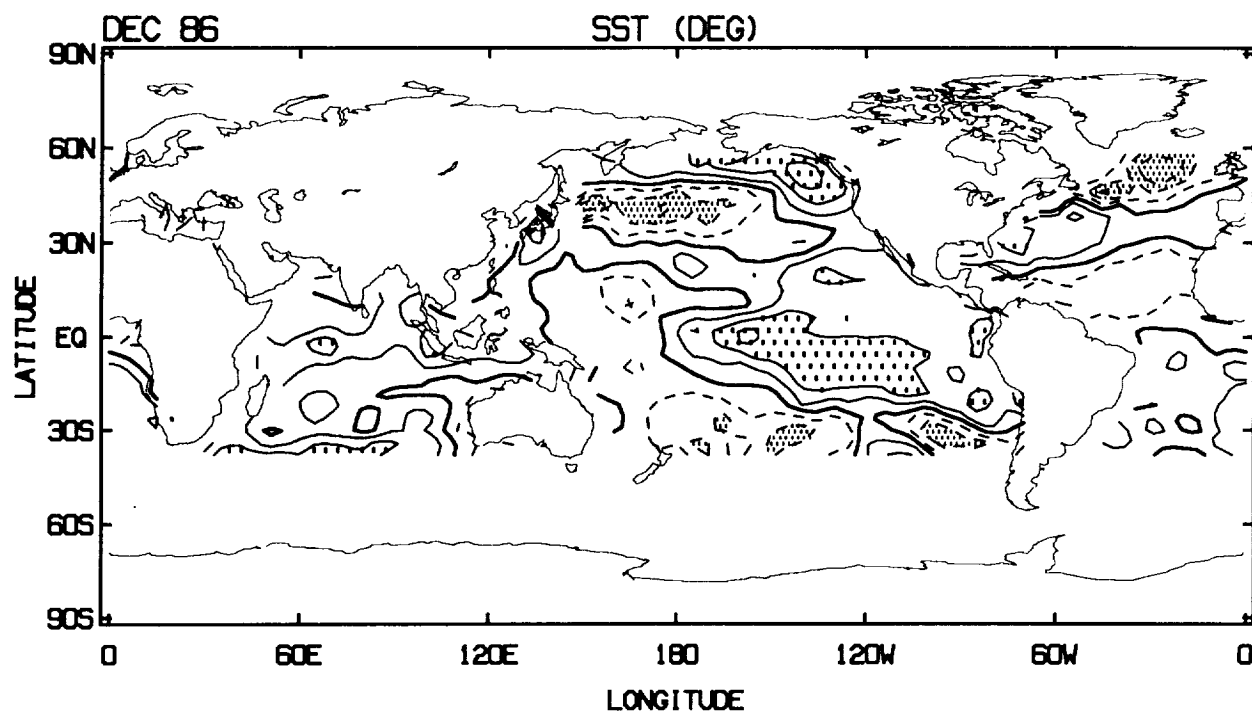 DEC 86 SST (DEG)
90N
60N
30N
EQ
30S
60S
90S
LATITUDE
0 60E 120E 180 120W 60W 0
LONGITUDE